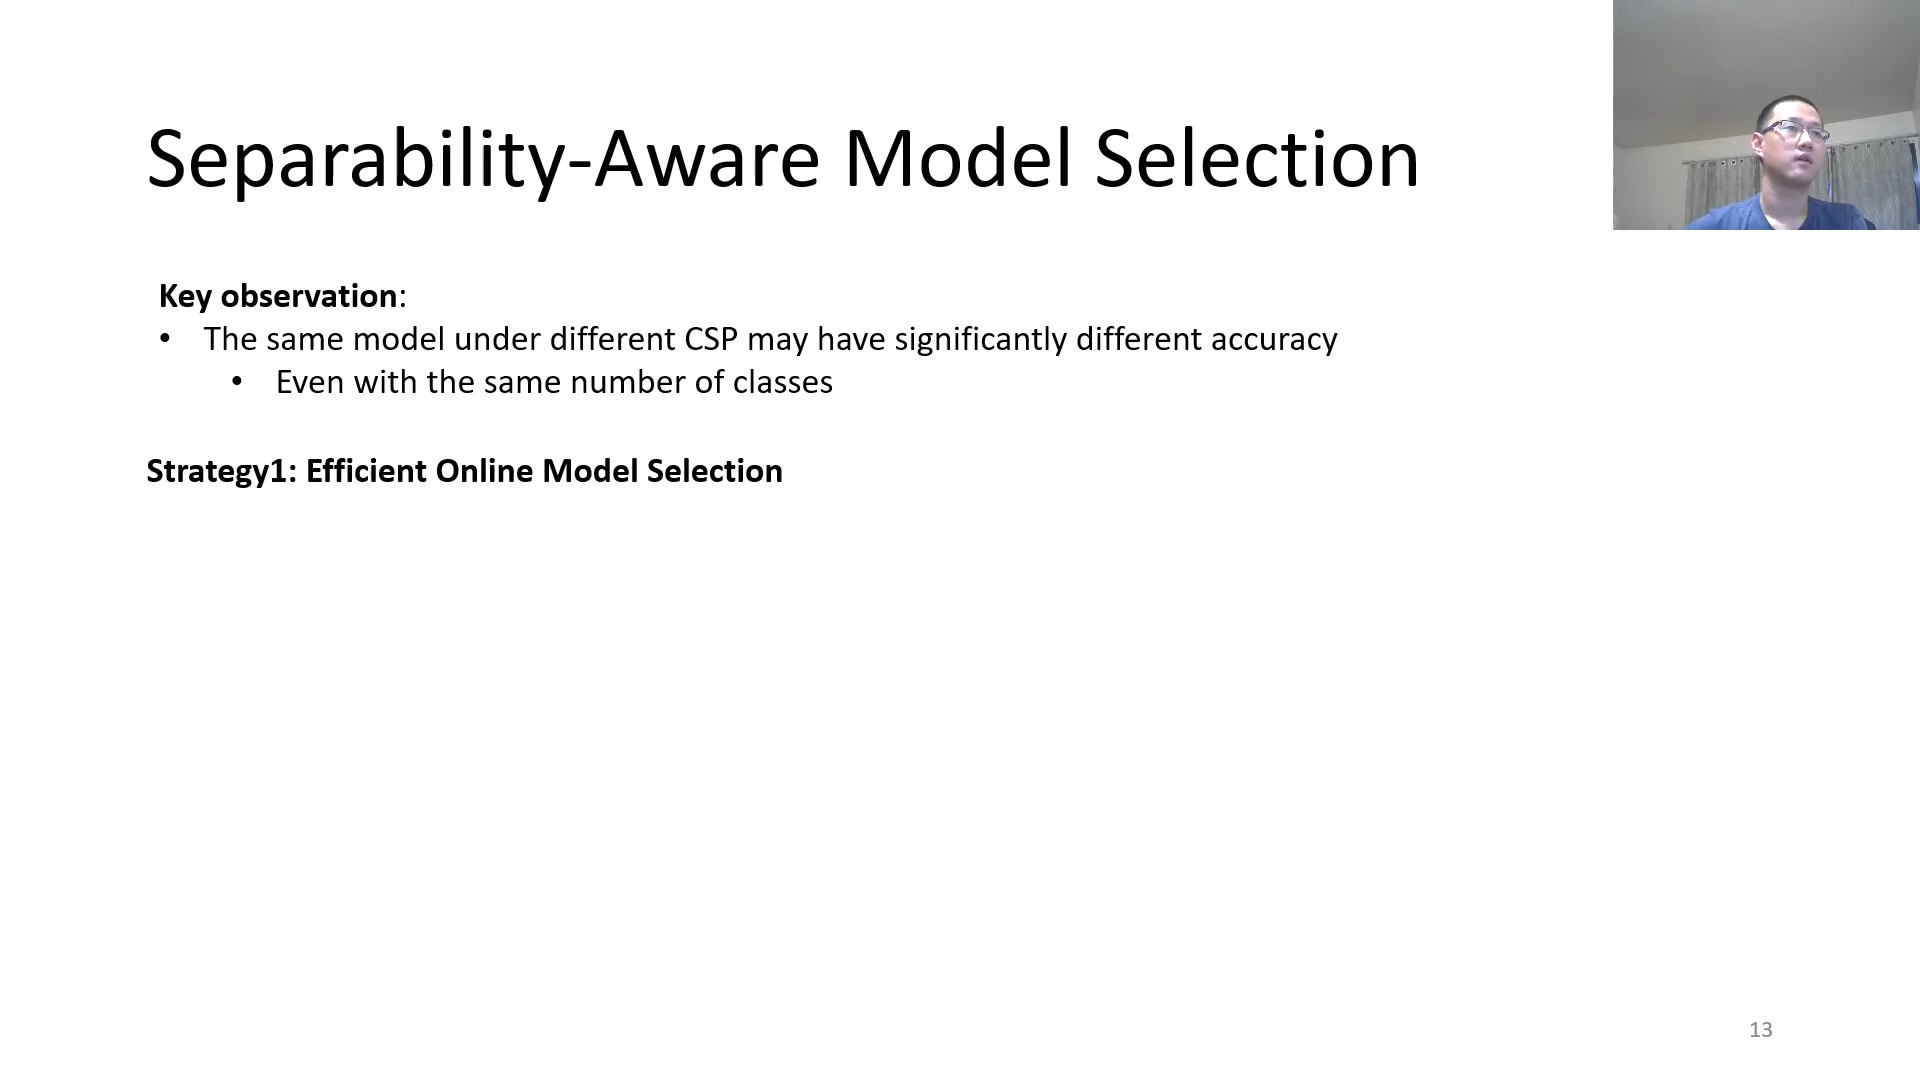 Separability-Aware Model Selection
Key observation:
• The same model under different CSP may have significantly different accuracy
• Even with the same number of classes
Strategy1: Efficient Online Model Selection
13